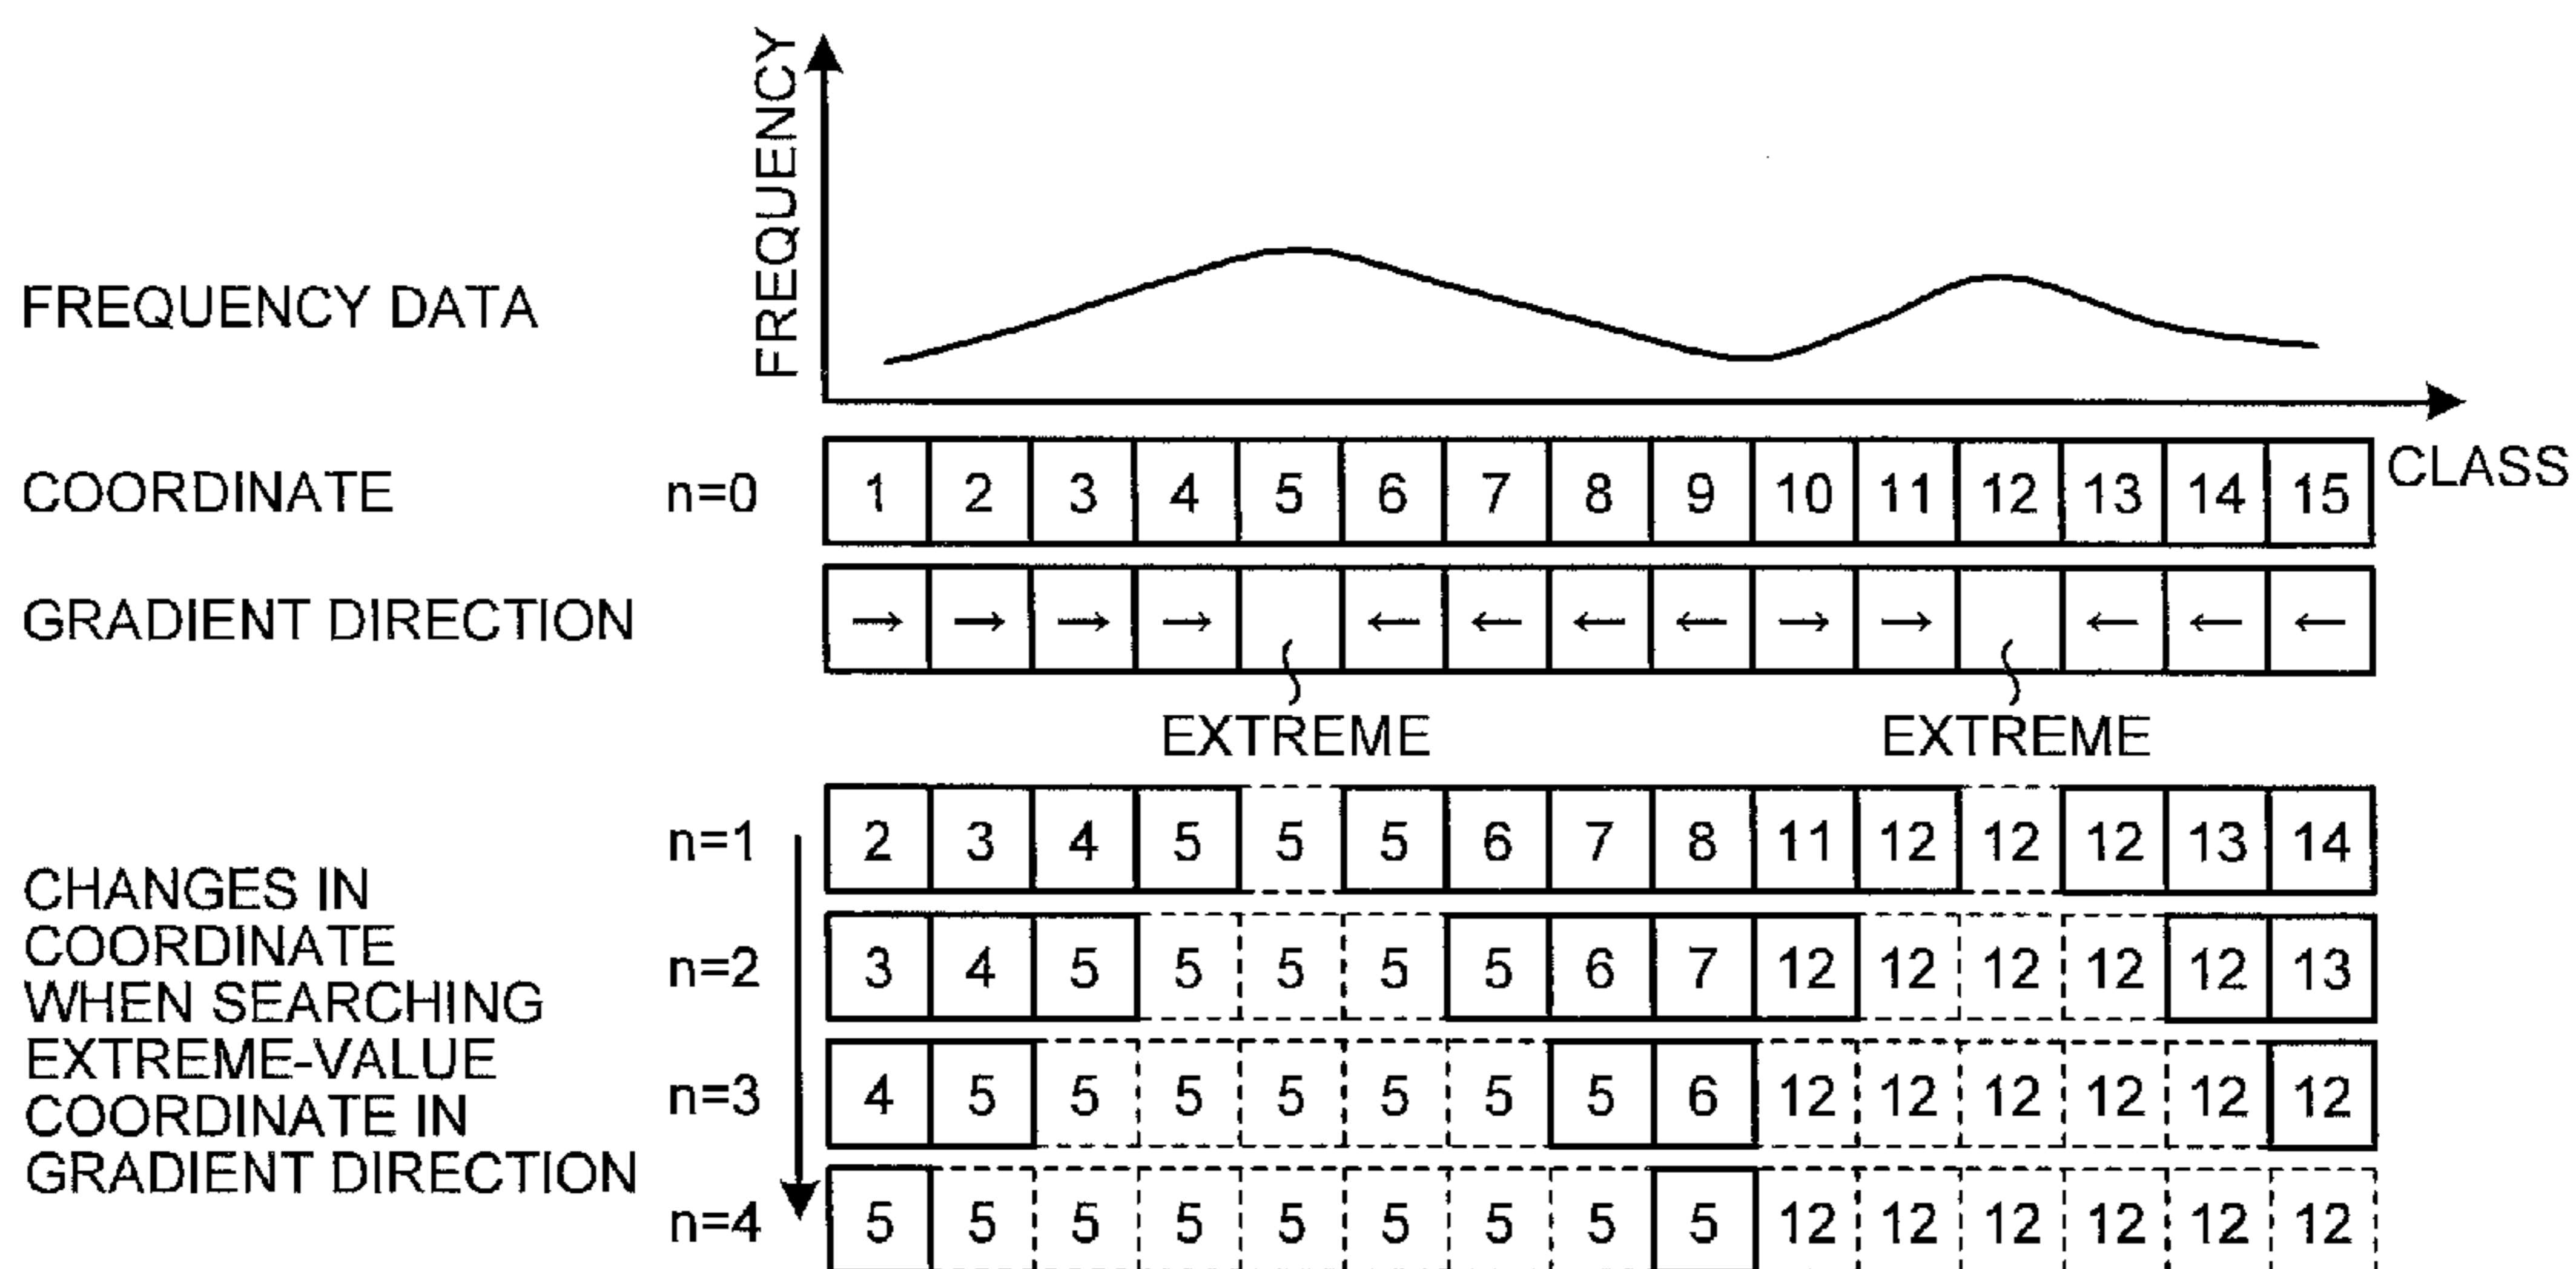 FREQUENCY
FREQUENCY DATA
COORDINATE n=0 1 2 3 4 5 6 7 8 9 10 11 12 13 14 15 CLASS
GRADIENT DIRECTION → → → → ← ← ← ← → → ← ← ←
EXTREME EXTREME
n=1 2 3 4 5 5 5 6 7 8 11 12 12 12 13 14
CHANGES IN
COORDINATE
WHEN SEARCHING
EXTREME-VALUE
COORDINATE IN
GRADIENT DIRECTION
n=2 3 4 5 5 5 5 5 6 7 12 12 12 12 12 13
n=3 4 5 5 5 5 5 5 5 6 12 12 12 12 12 12
n=4 5 5 5 5 5 5 5 5 5 12 12 12 12 12 12